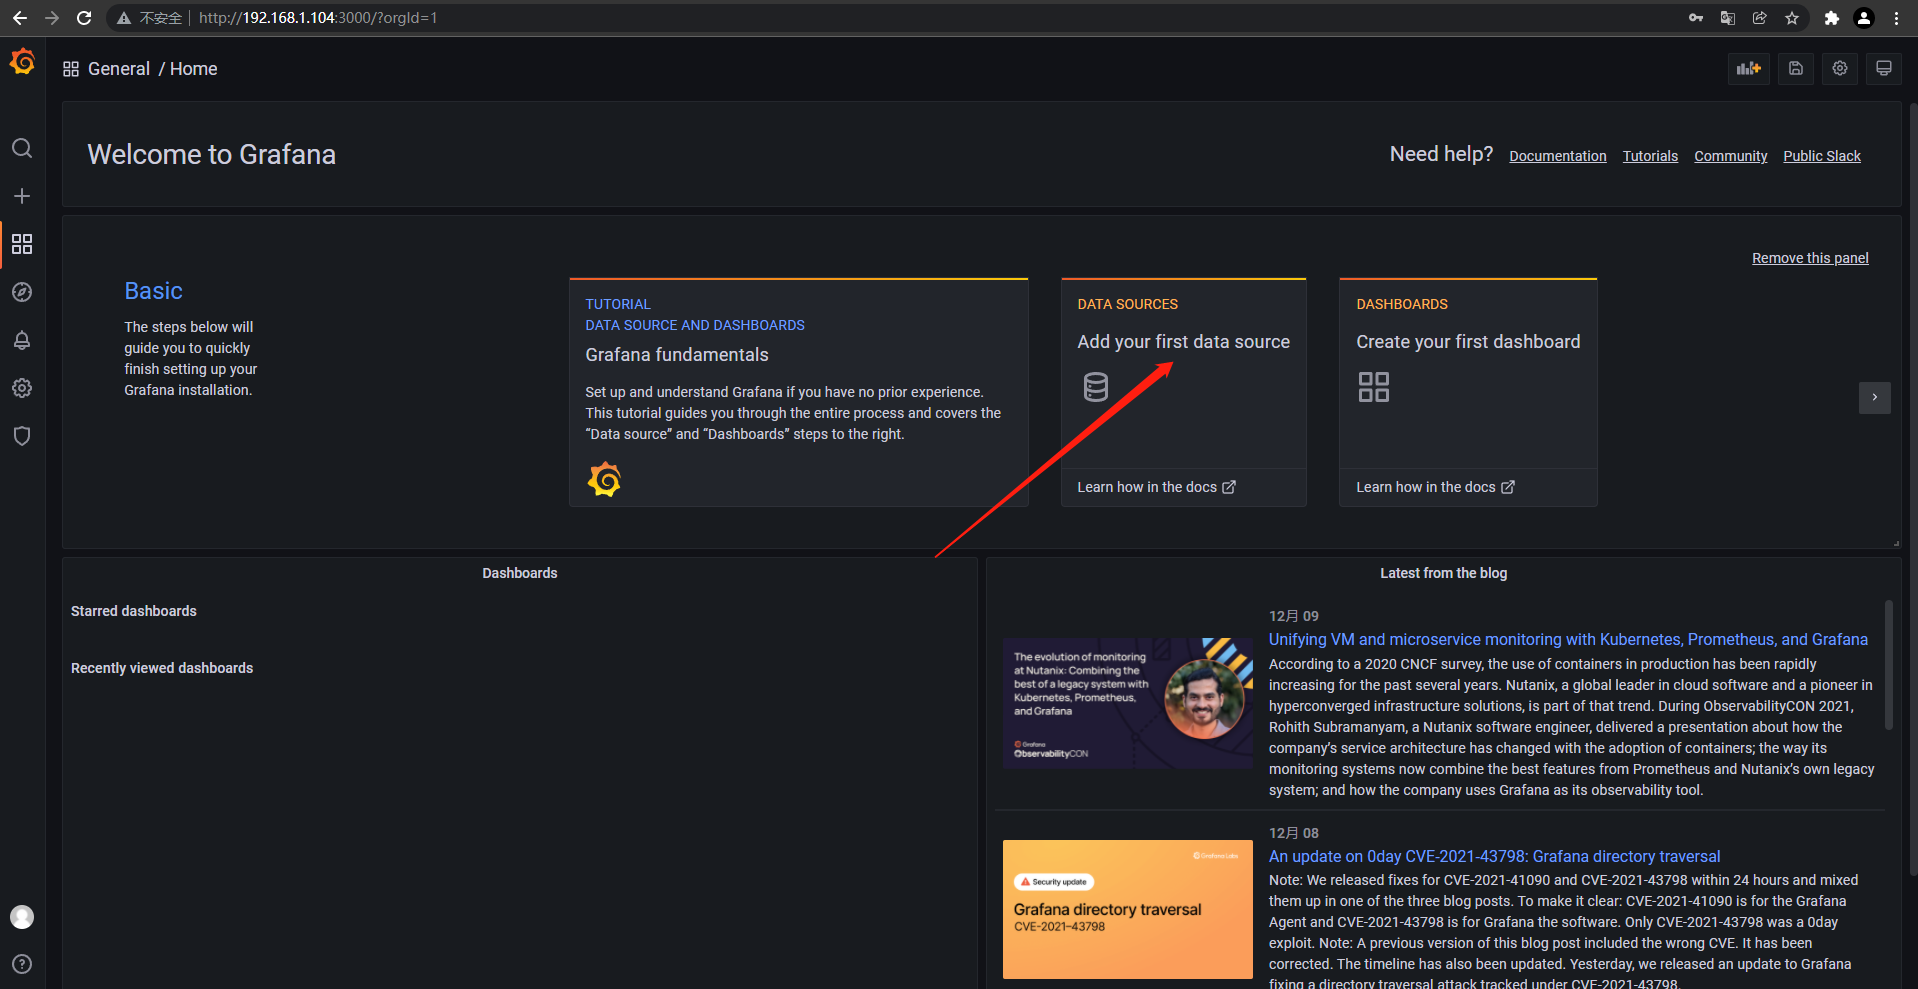 不安全 http://192.168.1.104:3000/?orgId=1
General / Home
Welcome to Grafana
Need help? Documentation Tutorials Community Public Slack
Remove this panel
Basic
The steps below will
guide you to quickly
finish setting up your
Grafana installation.
TUTORIAL
DATA SOURCE AND DASHBOARDS
Grafana fundamentals
Set up and understand Grafana if you have no prior experience.
This tutorial guides you through the entire process and covers the
“Data source” and “Dashboards” steps to the right.
DATA SOURCES
Add your first data source
Learn how in the docs
DASHBOARDS
Create your first dashboard
Learn how in the docs
Dashboards
Starred dashboards
Recently viewed dashboards
Latest from the blog
The evolution of monitoring
at Nutanix: Combining the
best of a legacy system with
Kubernetes, Prometheus,
and Grafana
Grafana
ObservabilityCON
12月 09
Unifying VM and microservice monitoring with Kubernetes, Prometheus, and Grafana
According to a 2020 CNCF survey, the use of containers in production has been rapidly
increasing for the past several years. Nutanix, a global leader in cloud software and a pioneer in
hyperconverged infrastructure solutions, is part of that trend. During ObservabilityCON 2021,
Rohith Subramanyam, a Nutanix software engineer, delivered a presentation about how the
company’s service architecture has changed with the adoption of containers; the way its
monitoring systems now combine the best features from Prometheus and Nutanix’s own legacy
system; and how the company uses Grafana as its observability tool.
Grafana Labs
Security update
Grafana directory traversal
CVE-2021-43798
12月 08
An update on 0day CVE-2021-43798: Grafana directory traversal
Note: We released fixes for CVE-2021-41090 and CVE-2021-43798 within 24 hours and mixed
them up in one of the three blog posts. To make it clear: CVE-2021-41090 is for the Grafana
Agent and CVE-2021-43798 is for Grafana the software. Only CVE-2021-43798 was a 0day
exploit. Note: A previous version of this blog post included the wrong CVE. It has been
corrected. The timeline has also been updated. Yesterday, we released an update to Grafana
fixing a directory traversal attack tracked under CVE-2021-43798.